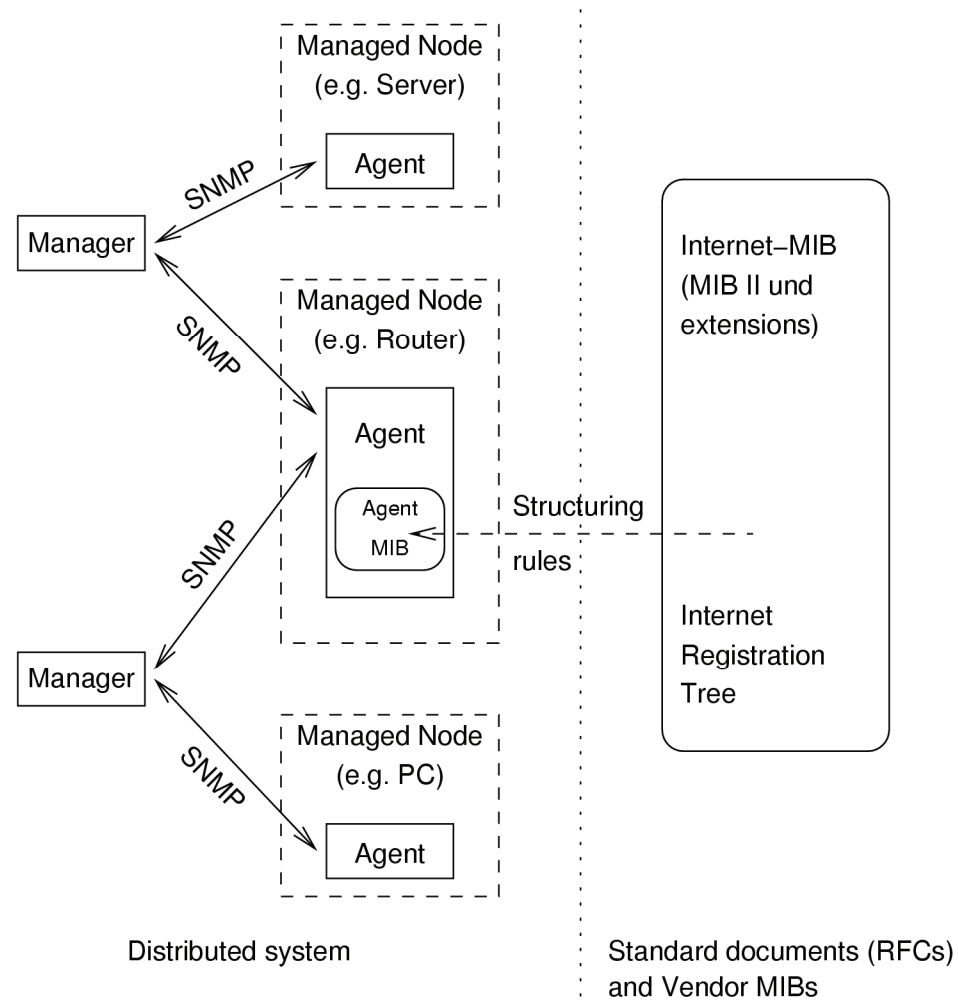 Managed Node
(e.g. Server)
Agent
SNMP
Manager
SNMP
Managed Node
(e.g. Router)
Agent
Agent
MIB
Internet–MIB
(MIB II und
extensions)
Structuring
rules
Internet
Registration
Tree
SNMP
Manager
SNMP
Managed Node
(e.g. PC)
Agent
Distributed system
Standard documents (RFCs)
and Vendor MIBs